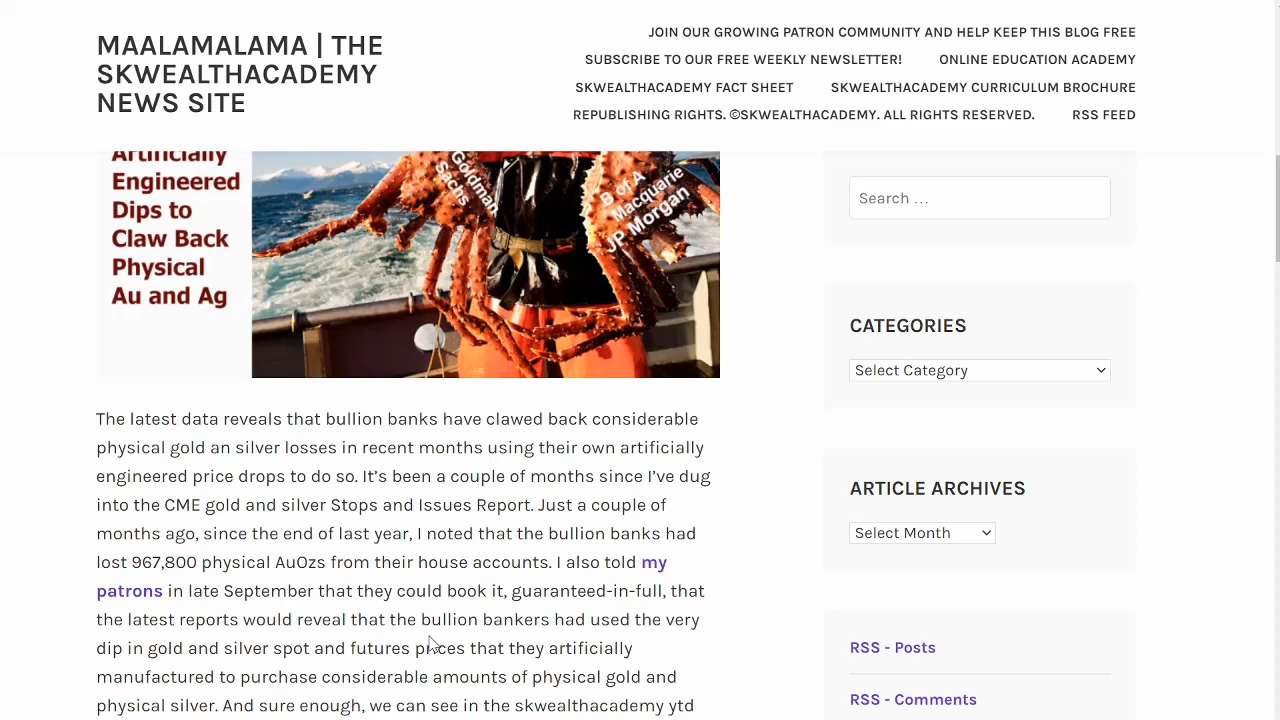 MAALAMALAMA | THE
SKWEALTHACADEMY
NEWS SITE
JOIN OUR GROWING PATRON COMMUNITY AND HELP KEEP THIS BLOG FREE
SUBSCRIBE TO OUR FREE WEEKLY NEWSLETTER! ONLINE EDUCATION ACADEMY
SKWEALTHACADEMY FACT SHEET SKWEALTHACADEMY CURRICULUM BROCHURE
REPUBLISHING RIGHTS. ©SKWEALTHACADEMY. ALL RIGHTS RESERVED. RSS FEED
Artificially
Engineered
Dips to
Claw Back
Physical
Au and Ag
Goldman
Sachs
B of A
Macquarie
JP Morgan
The latest data reveals that bullion banks have clawed back considerable
physical gold an silver losses in recent months using their own artificially
engineered price drops to do so. It’s been a couple of months since I’ve dug
into the CME gold and silver Stops and Issues Report. Just a couple of
months ago, since the end of last year, I noted that the bullion banks had
lost 967,800 physical AuOzs from their house accounts. I also told my
patrons in late September that they could book it, guaranteed-in-full, that
the latest reports would reveal that the bullion bankers had used the very
dip in gold and silver spot and futures prices that they artificially
manufactured to purchase considerable amounts of physical gold and
physical silver. And sure enough, we can see in the skwealthacademy ytd
Search …
CATEGORIES
Select Category
ARTICLE ARCHIVES
Select Month
RSS - Posts
RSS - Comments